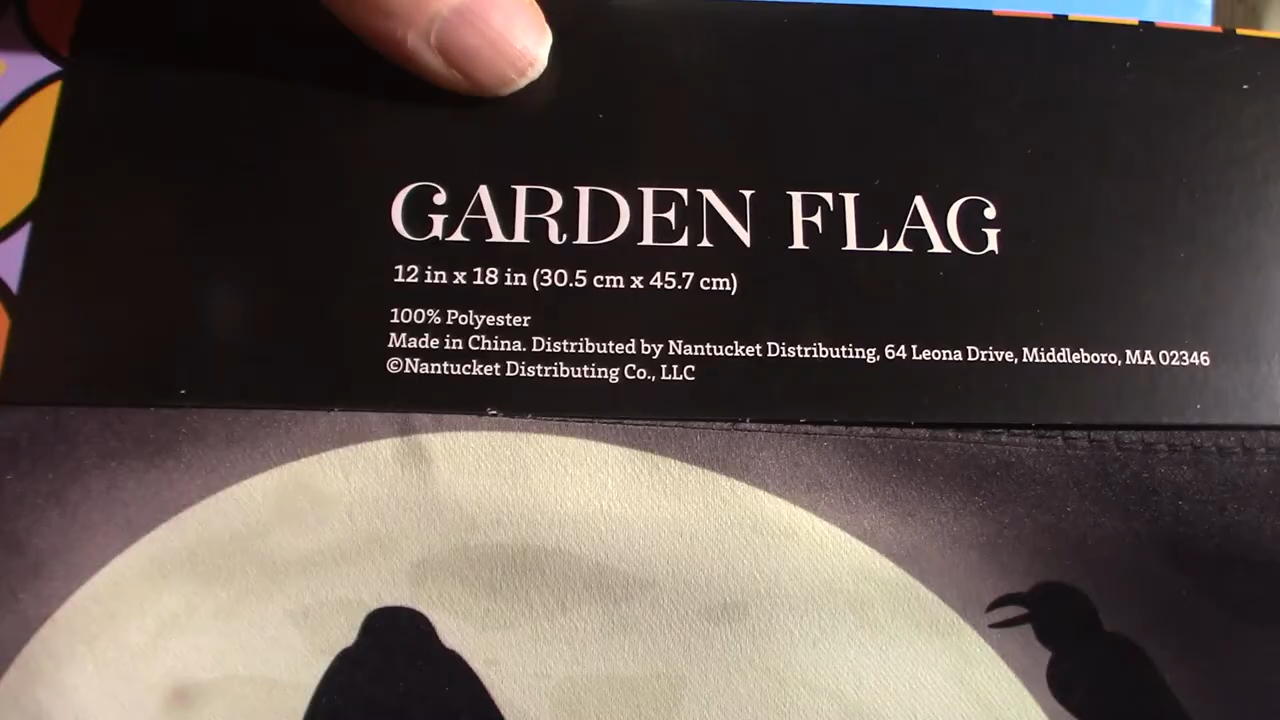 GARDEN FLAG
12 in x 18 in (30.5 cm x 45.7 cm)
100% Polyester
Made in China. Distributed by Nantucket Distributing, 64 Leona Drive, Middleboro, MA 02346
©Nantucket Distributing Co., LLC